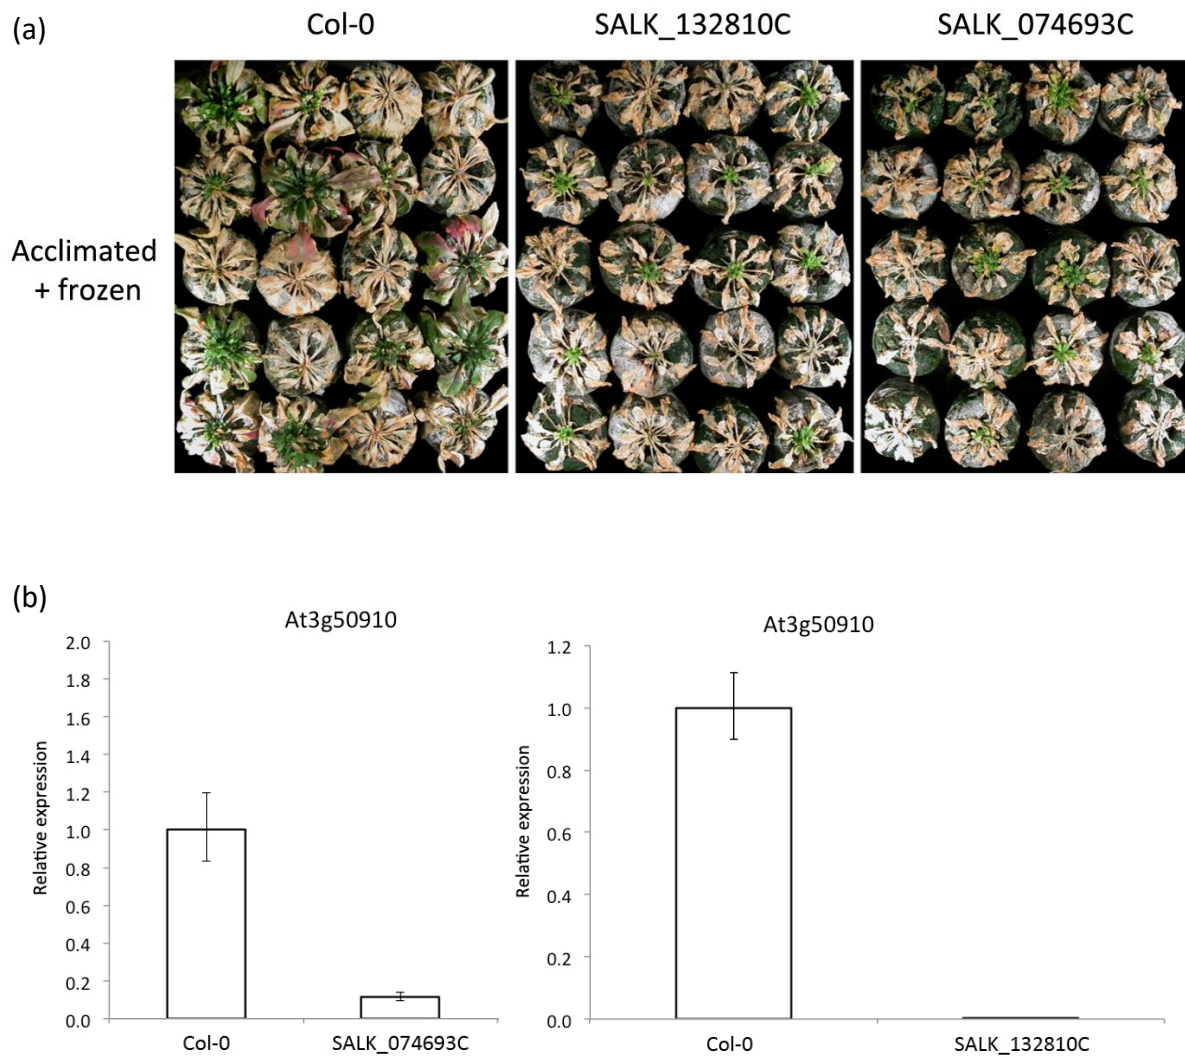 (a)
Col-0
SALK_132810C
SALK_074693C
Acclimated
+ frozen
(b)
At3g50910
2.0
1.8
1.6
1.4
1.2
1.0
0.8
0.6
0.4
0.2
0.0
Relative expression
Col-0
SALK_074693C
At3g50910
1.2
1.0
0.8
0.6
0.4
0.2
0.0
Relative expression
Col-0
SALK_132810C